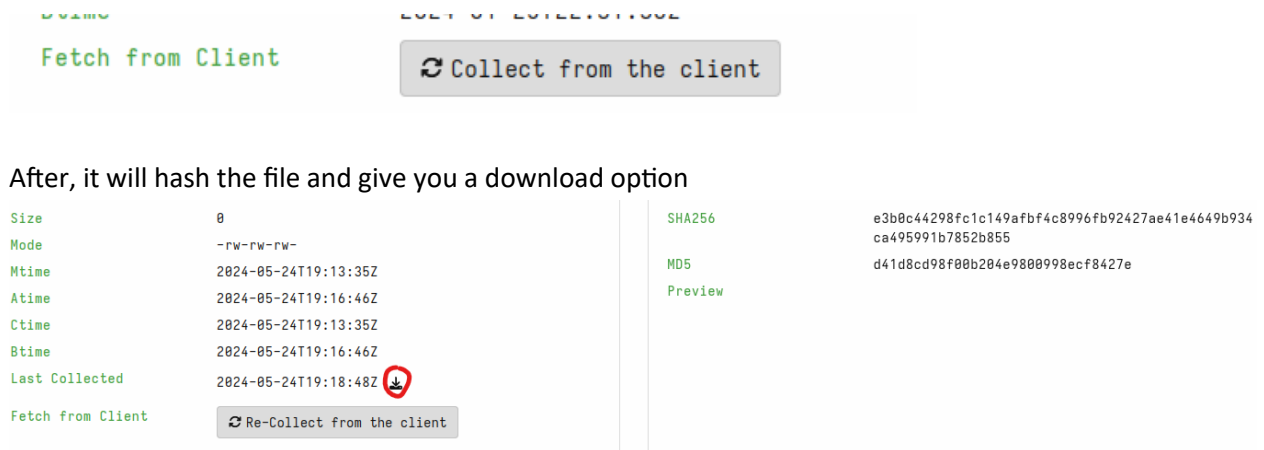 Fetch from Client
Collect from the client
After, it will hash the file and give you a download option
Size 0
Mode -rw-rw-rw-
Mtime 2024-05-24T19:13:35Z
Atime 2024-05-24T19:16:46Z
Ctime 2024-05-24T19:13:35Z
Btime 2024-05-24T19:16:46Z
Last Collected 2024-05-24T19:18:48Z
Fetch from Client Re-Collect from the client
SHA256 e3b0c44298fc1c149afbf4c8996fb92427ae41e4649b934
ca495991b7852b855
MD5 d41d8cd98f00b204e9800998ecf8427e
Preview